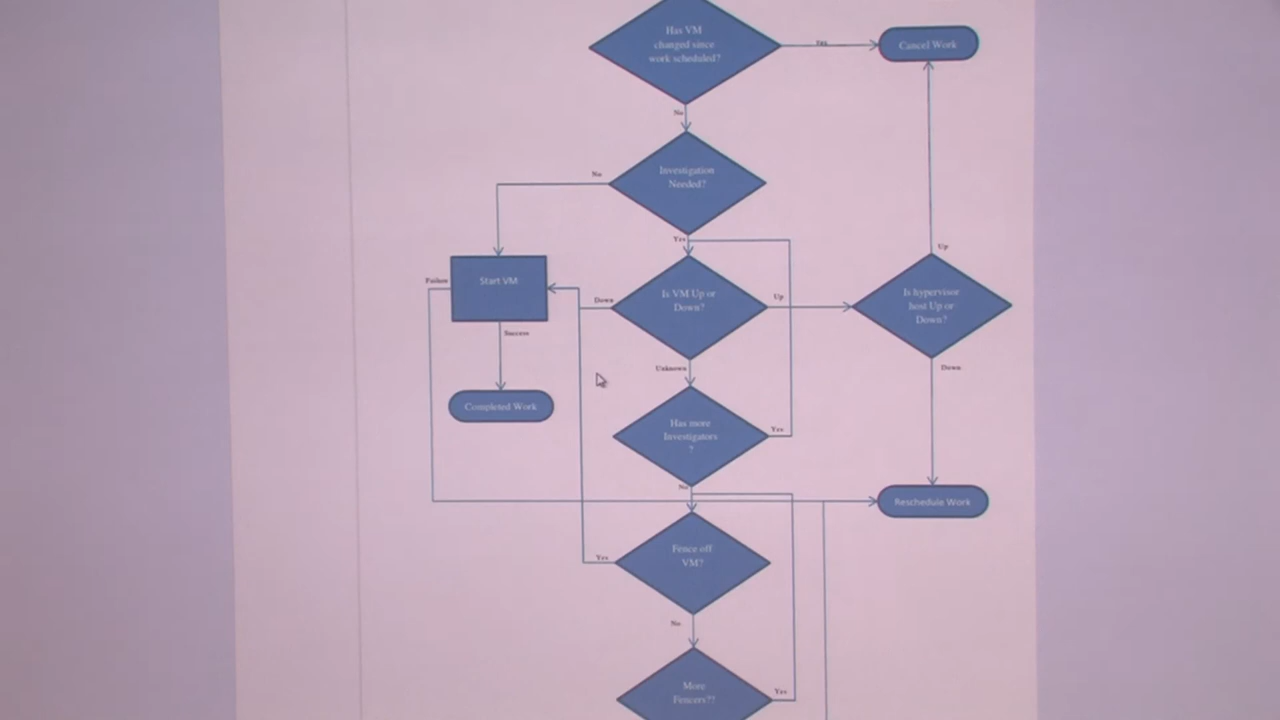 Has VM
changed since
work scheduled?
Yes
Cancel Work
No
Investigation
Needed?
No
Yes
Up
Failure
Start VM
Down
Is VM Up or
Down?
Up
Is hypervisor
host Up or
Down?
Success
Unknown
Down
Completed Work
Has more
Investigators
?
Yes
No
Reschedule Work
Fence off
VM?
Yes
No
More
Fencers??
Yes